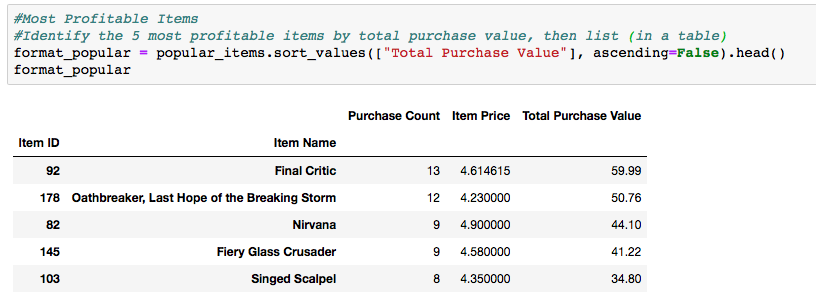 #Most Profitable Items
#Identify the 5 most profitable items by total purchase value, then list (in a table)
format_popular = popular_items.sort_values(["Total Purchase Value"], ascending=False).head()
format_popular
Purchase Count Item Price Total Purchase Value
Item ID Item Name
92 Final Critic 13 4.614615 59.99
178 Oathbreaker, Last Hope of the Breaking Storm 12 4.230000 50.76
82 Nirvana 9 4.900000 44.10
145 Fiery Glass Crusader 9 4.580000 41.22
103 Singed Scalpel 8 4.350000 34.80